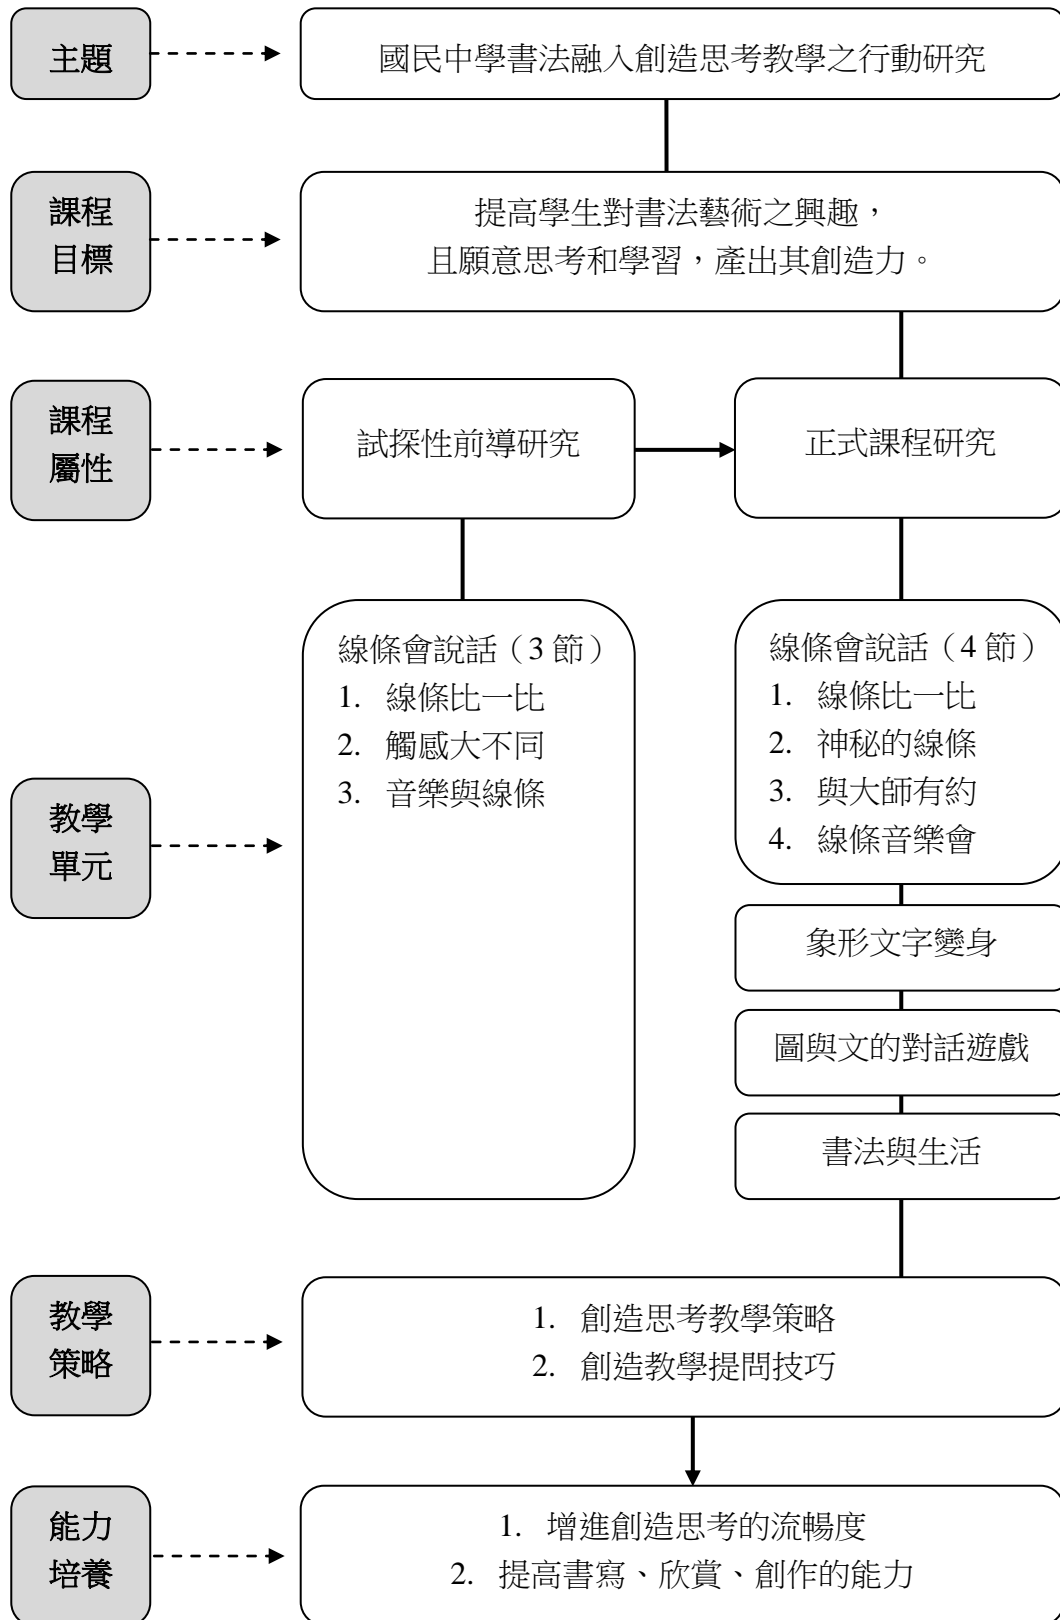 主題
國民中學書法融入創造思考教學之行動研究
課程
目標
提高學生對書法藝術之興趣，
且願意思考和學習，產出其創造力。
課程
屬性
試探性前導研究
正式課程研究
教學
單元
線條會說話（3 節）
1. 線條比一比
2. 觸感大不同
3. 音樂與線條
線條會說話（4 節）
1. 線條比一比
2. 神秘的線條
3. 與大師有約
4. 線條音樂會
象形文字變身
圖與文的對話遊戲
書法與生活
教學
策略
1. 創造思考教學策略
2. 創造教學提問技巧
能力
培養
1. 增進創造思考的流暢度
2. 提高書寫、欣賞、創作的能力